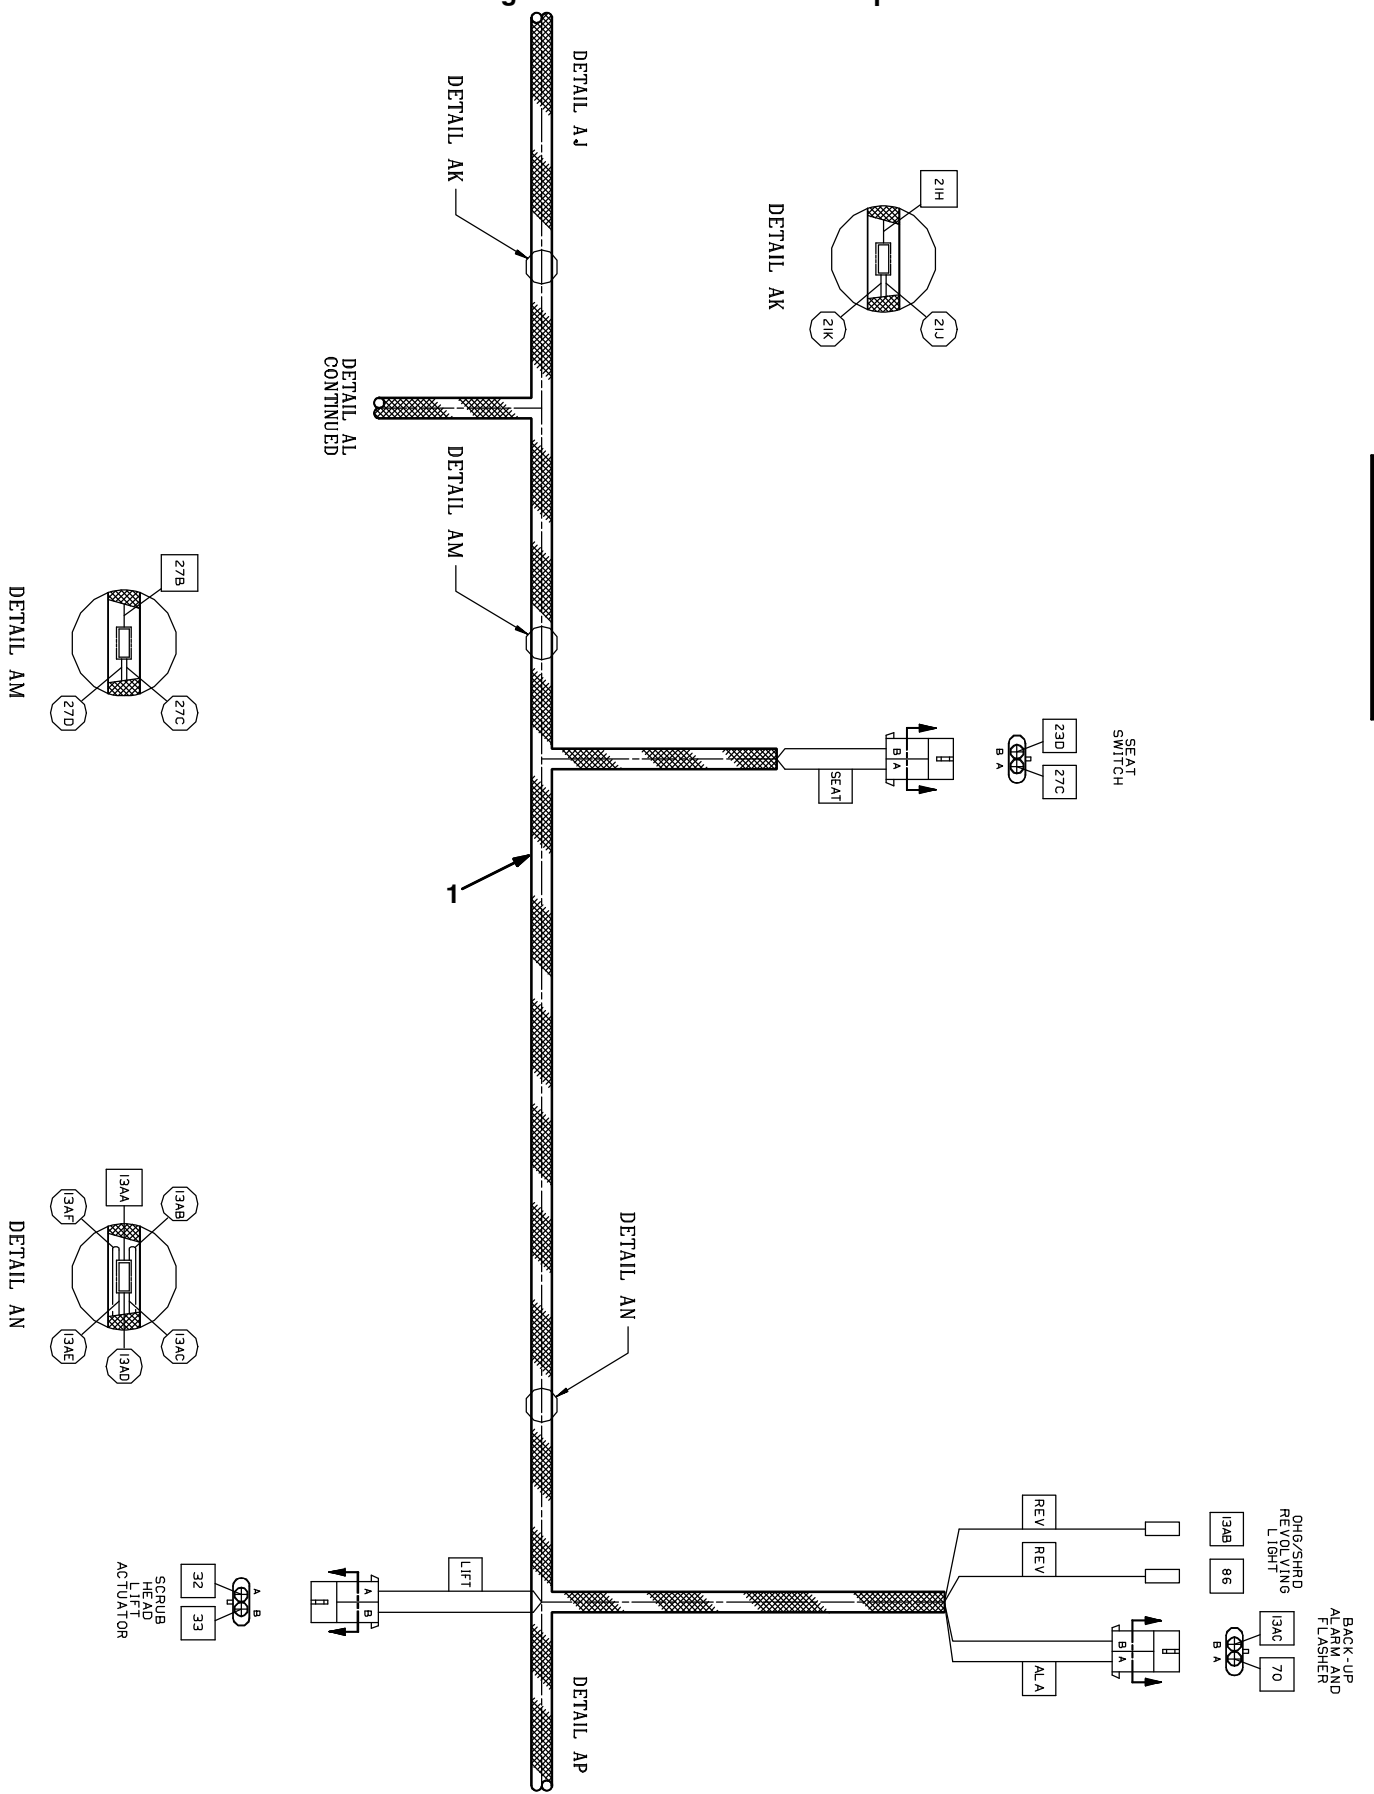 DETAIL AJ
DETAIL AK
21H
21J
21K
DETAIL AK
DETAIL AL
CONTINUED
DETAIL AM
27B
27C
27D
DETAIL AM
SEAT
SWITCH
23D
27C
B
A
B
A
SEAT
1
DETAIL AN
13AA
13AB
13AF
13AC
13AD
13AE
DETAIL AN
OHG/SHRD
REVOLVING
LIGHT
13AB
86
REV
REV
BACK-UP
ALARM AND
FLASHER
13AC
70
B
A
B
A
ALA
LIFT
A
B
A
B
32
33
SCRUB
HEAD
LIFT
ACTUATOR
DETAIL AP